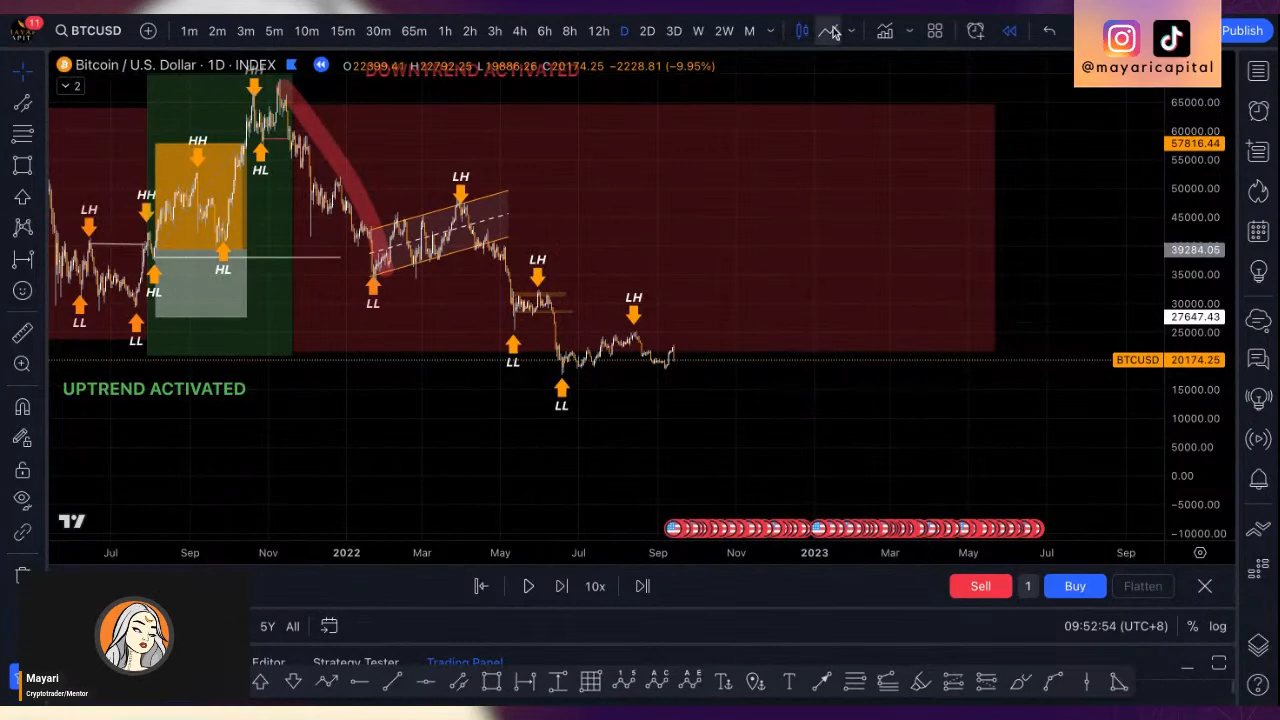 11
BTCUSD
1m 2m 3m 5m 10m 15m 30m 65m 1h 2h 3h 4h 6h 8h 12h D 2D 3D W 2W M
Publish
@mayaricapital
Bitcoin / U.S. Dollar · 1D · INDEX
O22399.41 H22792.25 L19886.26 C20174.25 −2228.81 (−9.95%)
DOWNTREND ACTIVATED
2
HH
HL
HH
HL
LH
HH
HL
LL
LL
LH
LL
LH
LL
LH
LL
UPTREND ACTIVATED
65000.00
60000.00
57816.44
55000.00
50000.00
45000.00
39284.05
35000.00
30000.00
27647.43
25000.00
BTCUSD 20174.25
15000.00
10000.00
5000.00
0.00
−5000.00
−10000.00
Jul Sep Nov 2022 Mar May Jul Sep Nov 2023 Mar May Jul Sep
10x
Sell 1 Buy Flatten
5Y All
09:52:54 (UTC+8) % log
Editor Strategy Tester Trading Panel
Mayari
Cryptotrader/Mentor